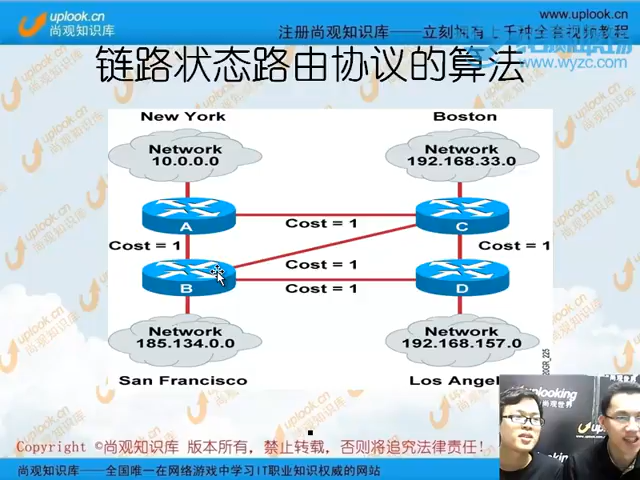 uplook.cn
尚观知识库
www.uplook.cn
注册尚观知识库——立刻拥有上千种全套视频教程
www.wyzc.com
链路状态路由协议的算法
New York
Boston
Network
10.0.0.0
Network
192.168.33.0
A
C
Cost = 1
Cost = 1
Cost = 1
Cost = 1
Cost = 1
B
D
Network
185.134.0.0
Network
192.168.157.0
San Francisco
Los Angel
uplooking
尚观世界
Copyright ©尚观知识库 版本所有，禁止转载，否则将追究法律责任!
尚观知识库——全国唯一在网络游戏中学习IT职业知识权威的网站